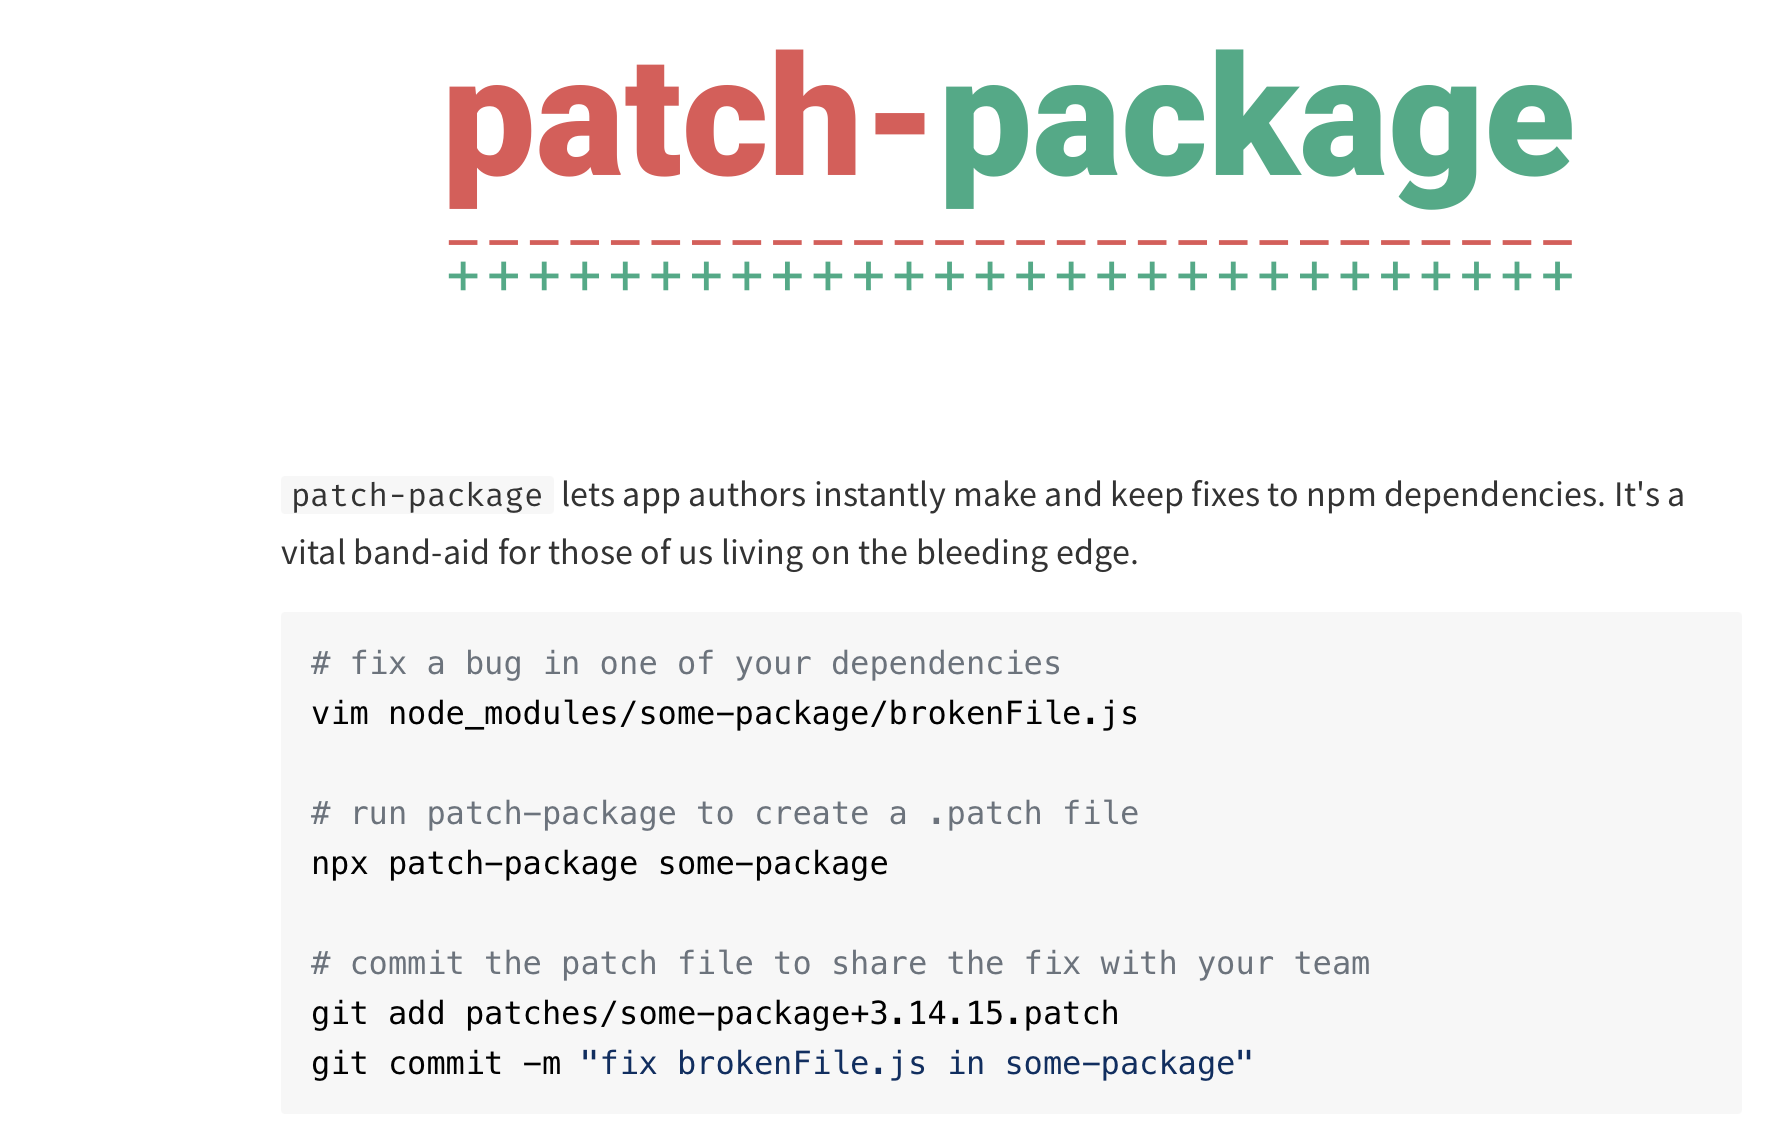 patch-package
----------------------------
++++++++++++++++++++++++++++
patch-package lets app authors instantly make and keep fixes to npm dependencies. It's a
vital band-aid for those of us living on the bleeding edge.
# fix a bug in one of your dependencies
vim node_modules/some-package/brokenFile.js
# run patch-package to create a .patch file
npx patch-package some-package
# commit the patch file to share the fix with your team
git add patches/some-package+3.14.15.patch
git commit -m "fix brokenFile.js in some-package"